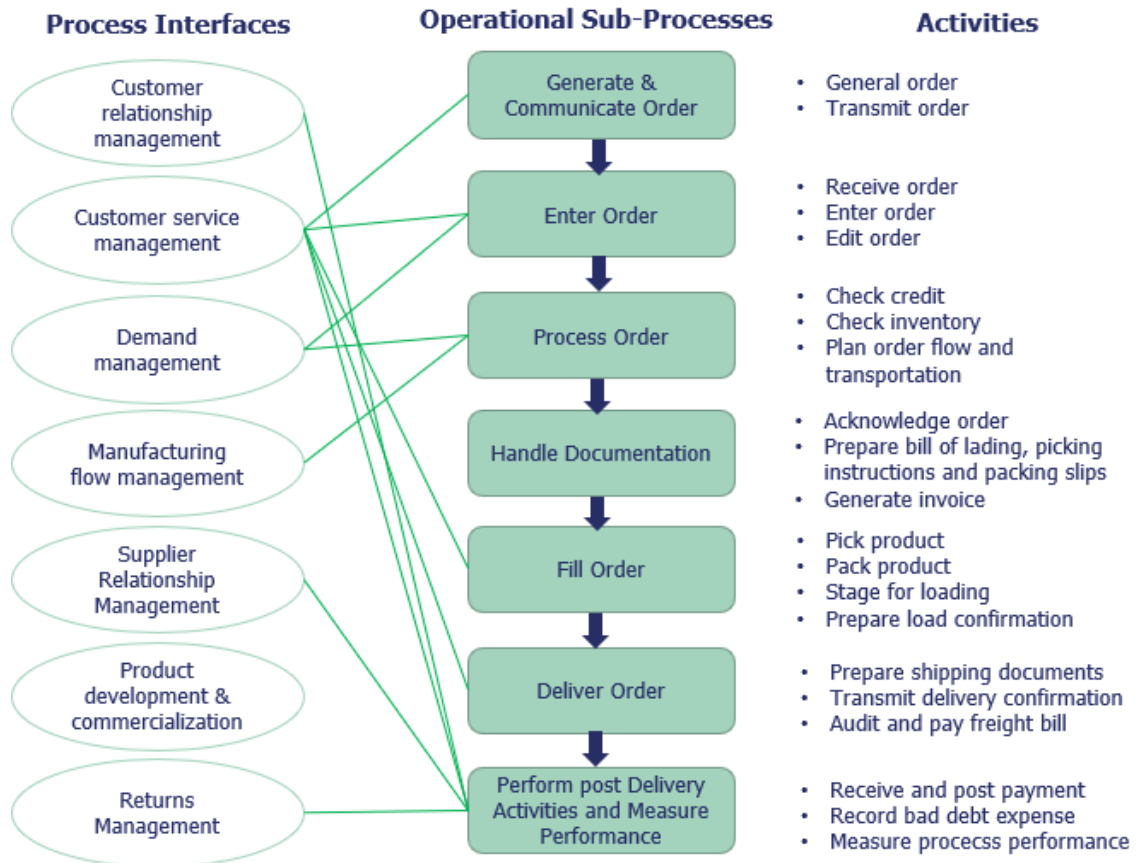 Process Interfaces
Operational Sub-Processes
Activities
Customer
relationship
management
Customer service
management
Demand
management
Manufacturing
flow management
Supplier
Relationship
Management
Product
development &
commercialization
Returns
Management
Generate &
Communicate Order
Enter Order
Process Order
Handle Documentation
Fill Order
Deliver Order
Perform post Delivery
Activities and Measure
Performance
• General order
• Transmit order
• Receive order
• Enter order
• Edit order
• Check credit
• Check inventory
• Plan order flow and
transportation
• Acknowledge order
• Prepare bill of lading, picking
instructions and packing slips
• Generate invoice
• Pick product
• Pack product
• Stage for loading
• Prepare load confirmation
• Prepare shipping documents
• Transmit delivery confirmation
• Audit and pay freight bill
• Receive and post payment
• Record bad debt expense
• Measure procecss performance